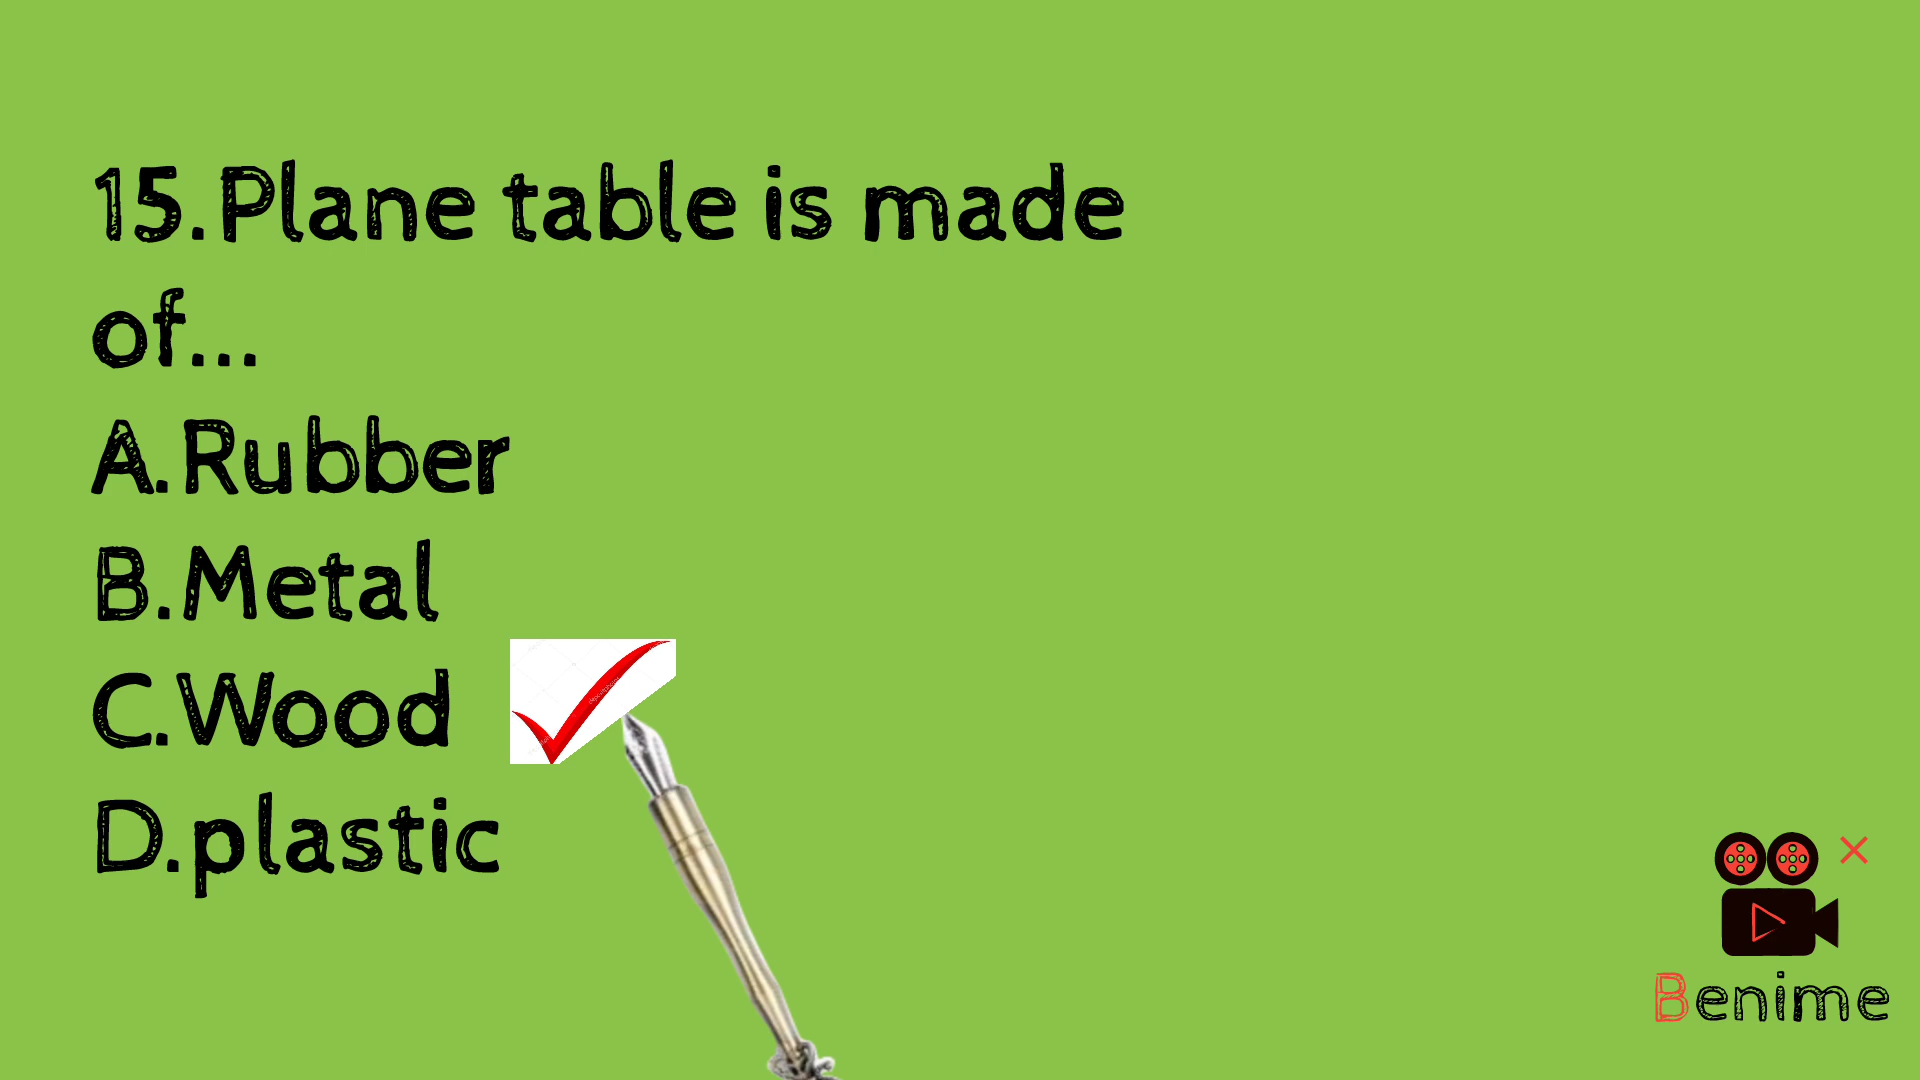 15.Plane table is made
of...
A.Rubber
B.Metal
C.Wood
D.plastic
Benime